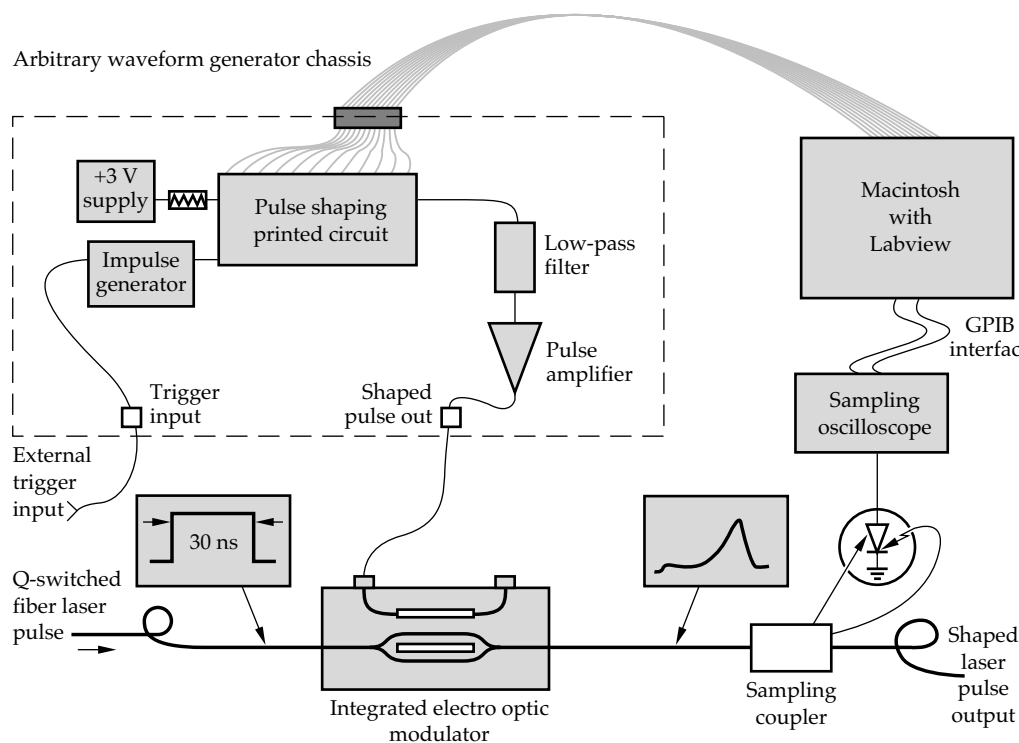 Arbitrary waveform generator chassis
+3 V
supply
Pulse shaping
printed circuit
Impulse
generator
Low-pass
filter
Pulse
amplifier
Macintosh
with
Labview
GPIB
interfac
Sampling
oscilloscope
Trigger
input
Shaped
pulse out
External
trigger
input
30 ns
Q-switched
fiber laser
pulse
Integrated electro optic
modulator
Sampling
coupler
Shaped
laser
pulse
output